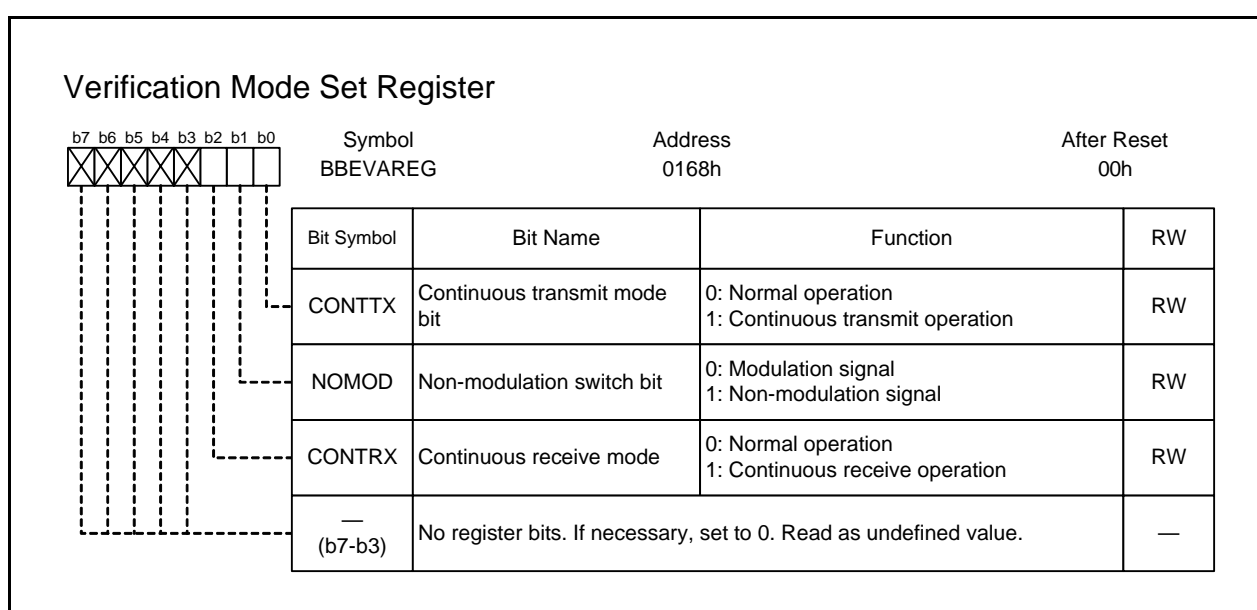 Verification Mode Set Register
b7 b6 b5 b4 b3 b2 b1 b0
Symbol Address After Reset
BBEVAREG 0168h 00h
Bit Symbol Bit Name Function RW
CONTTX Continuous transmit mode bit 0: Normal operation
1: Continuous transmit operation RW
NOMOD Non-modulation switch bit 0: Modulation signal
1: Non-modulation signal RW
CONTRX Continuous receive mode 0: Normal operation
1: Continuous receive operation RW
—
(b7-b3) No register bits. If necessary, set to 0. Read as undefined value. —